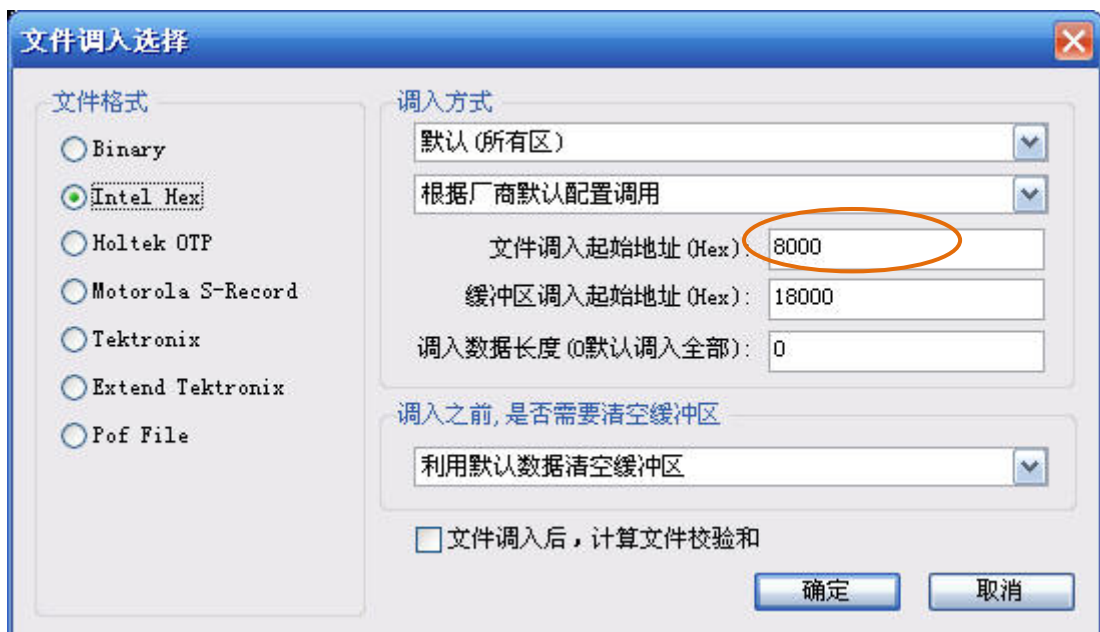 文件调入选择
文件格式
Binary
Intel Hex
Holtek OTP
Motorola S-Record
Tektronix
Extend Tektronix
Pof File
调入方式
默认(所有区)
根据厂商默认配置调用
文件调入起始地址(Hex): 8000
缓冲区调入起始地址(Hex): 18000
调入数据长度(0默认调入全部): 0
调入之前,是否需要清空缓冲区
利用默认数据清空缓冲区
文件调入后,计算文件校验和
确定 取消